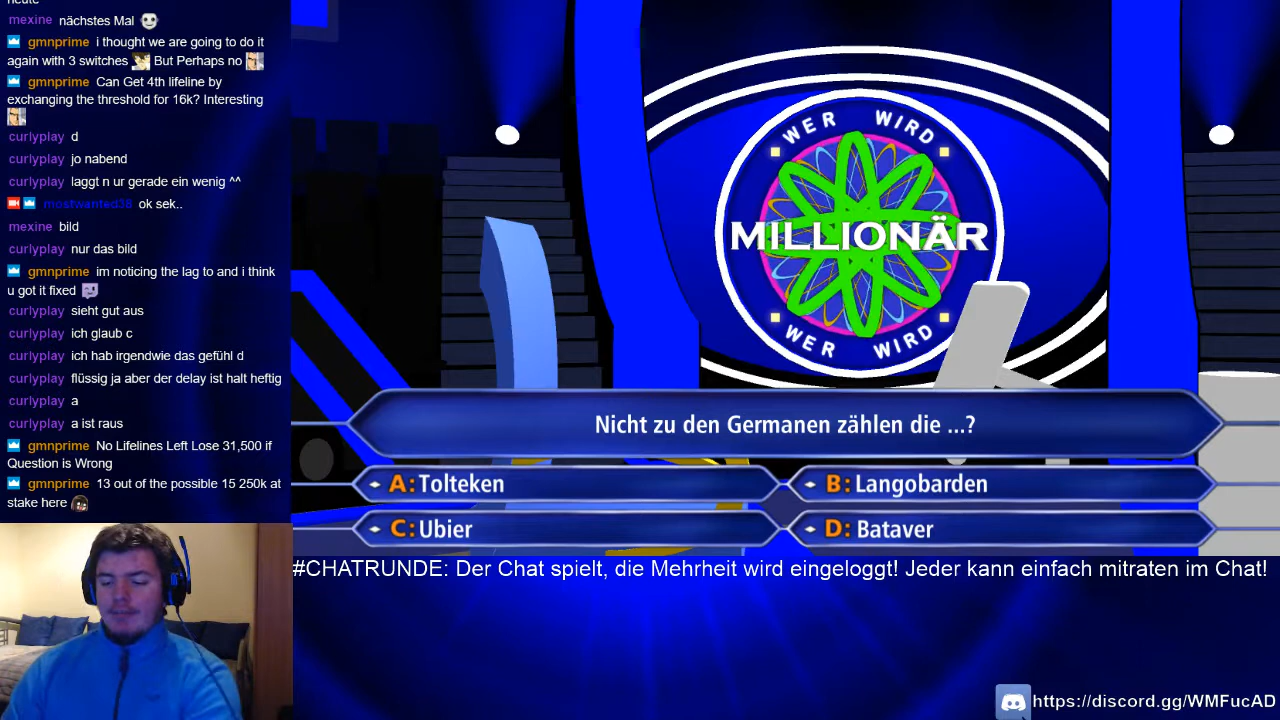 heute
mexine nächstes Mal
gmnprime i thought we are going to do it
again with 3 switches But Perhaps no
gmnprime Can Get 4th lifeline by
exchanging the threshold for 16k? Interesting
curlyplay d
curlyplay jo nabend
curlyplay laggt n ur gerade ein wenig ^^
mostwanted38 ok sek..
mexine bild
curlyplay nur das bild
gmnprime im noticing the lag to and i think
u got it fixed
curlyplay sieht gut aus
curlyplay ich glaub c
curlyplay ich hab irgendwie das gefühl d
curlyplay flüssig ja aber der delay ist halt heftig
curlyplay a
curlyplay a ist raus
gmnprime No Lifelines Left Lose 31,500 if
Question is Wrong
gmnprime 13 out of the possible 15 250k at
stake here
WER WIRD
MILLIONÄR
WER WIRD
Nicht zu den Germanen zählen die ...?
A: Tolteken
B: Langobarden
C: Ubier
D: Bataver
#CHATRUNDE: Der Chat spielt, die Mehrheit wird eingeloggt! Jeder kann einfach mitraten im Chat!
https://discord.gg/WMFucAD